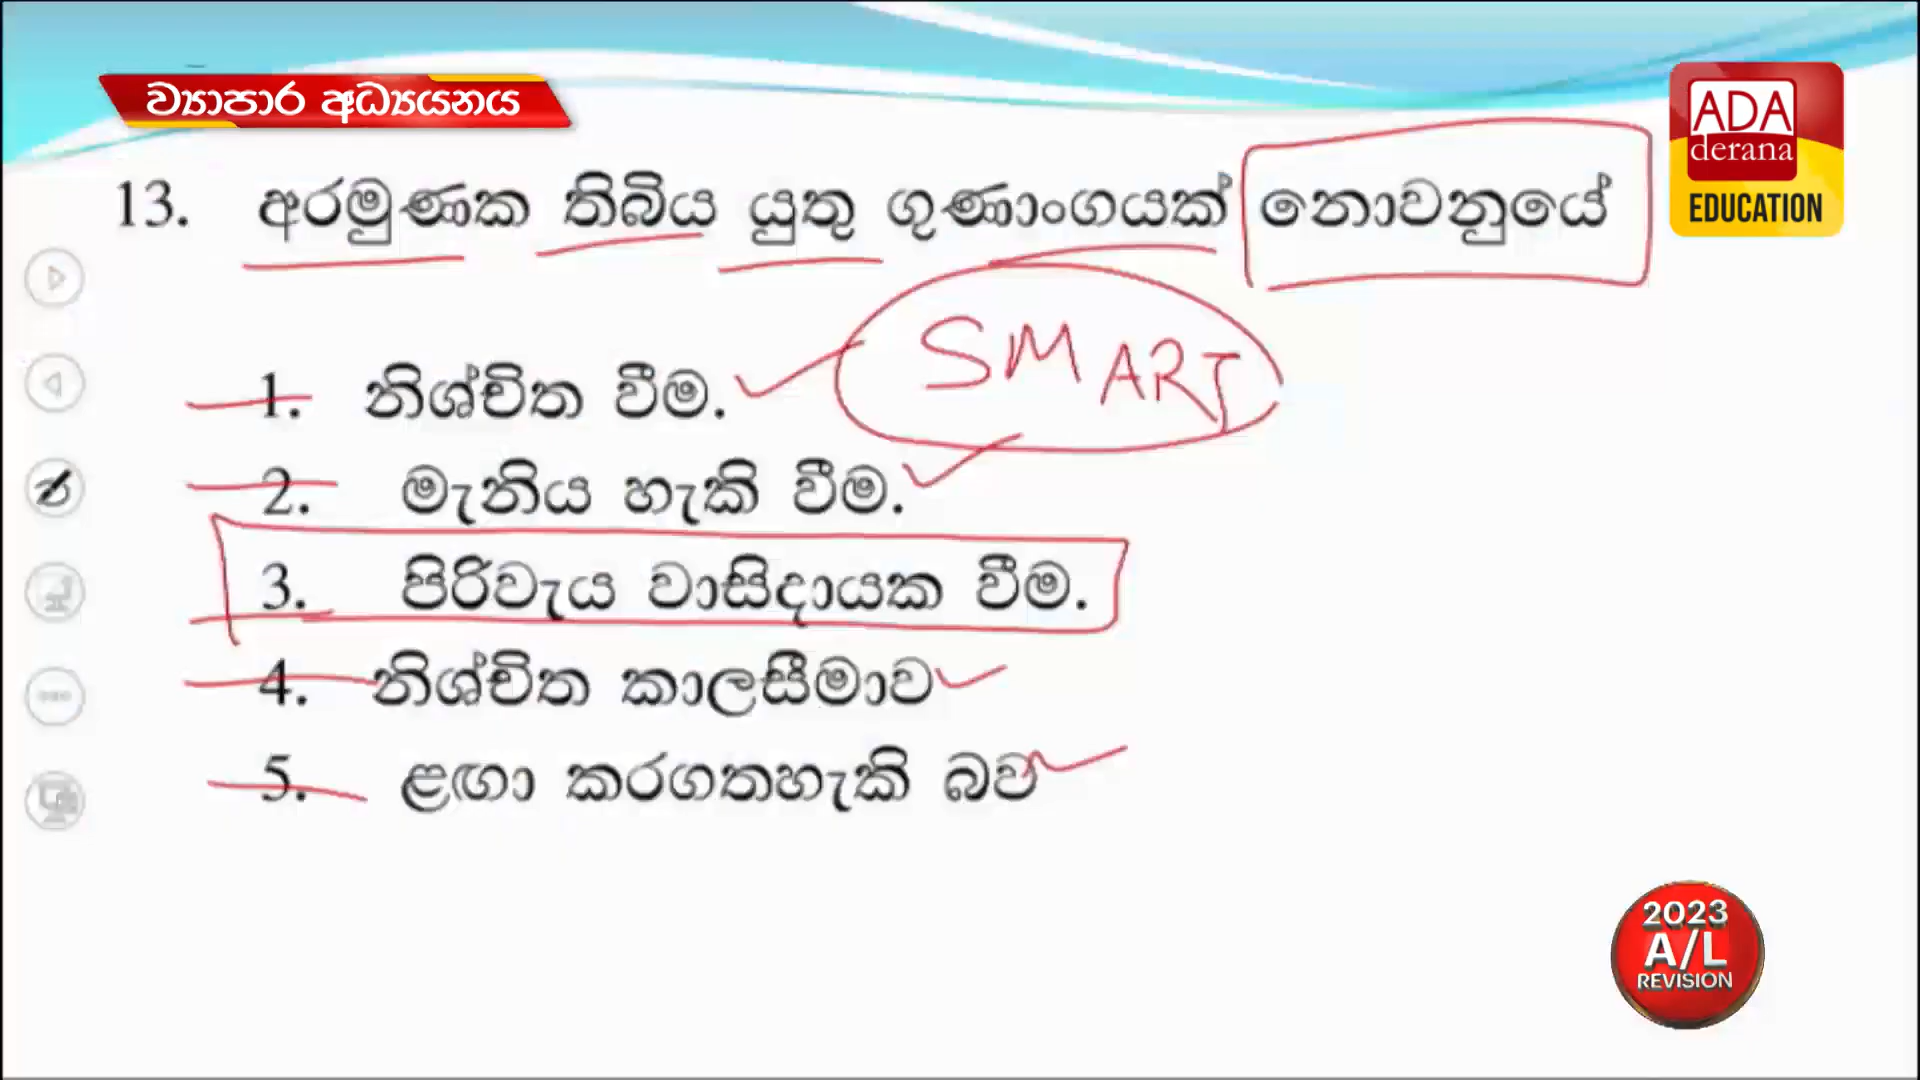 ව්‍යාපාර අධ්‍යයනය
ADA
derana
EDUCATION
13. අරමුණක තිබිය යුතු ගුණාංගයක් නොවනුයේ
SMART
1. නිශ්චිත වීම.
2. මැනිය හැකි වීම.
3. පිරිවැය වාසිදායක වීම.
4. නිශ්චිත කාලසීමාව
5. ළඟා කරගතහැකි බව
2023
A/L
REVISION